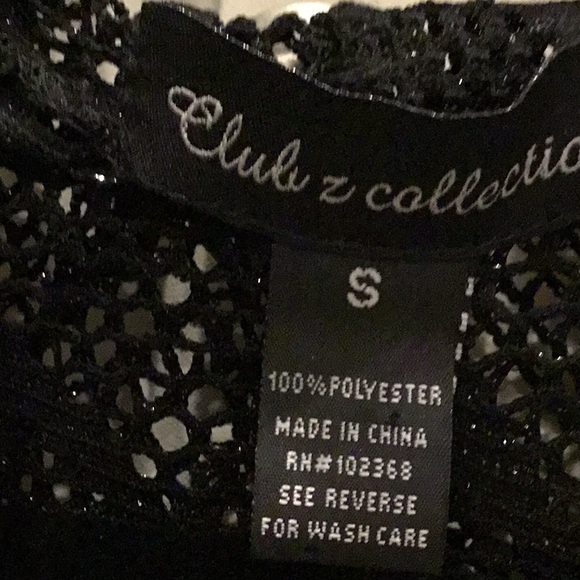 Club z collectio
S
100% POLYESTER
MADE IN CHINA
RN#102368
SEE REVERSE
FOR WASH CARE